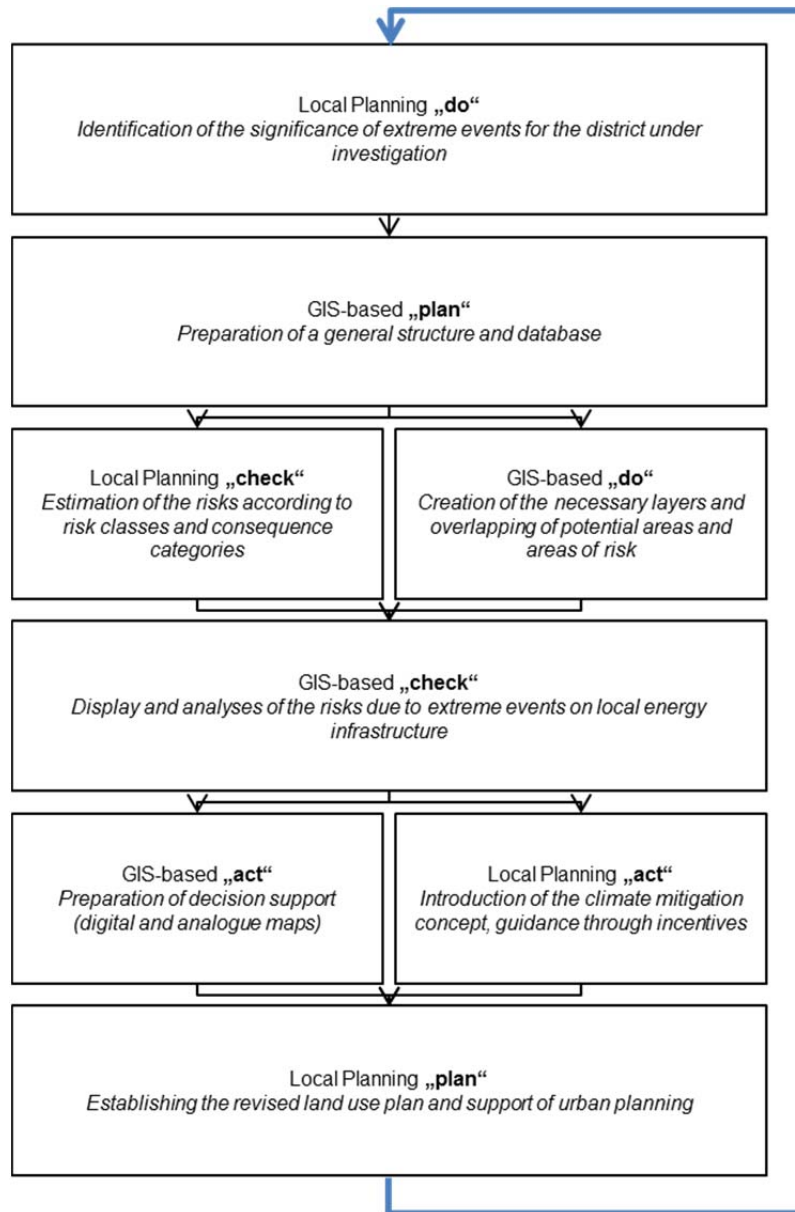 Local Planning „do“
Identification of the significance of extreme events for the district under
investigation
GIS-based „plan“
Preparation of a general structure and database
Local Planning „check“
Estimation of the risks according to
risk classes and consequence
categories
GIS-based „do“
Creation of the necessary layers and
overlapping of potential areas and
areas of risk
GIS-based „check“
Display and analyses of the risks due to extreme events on local energy
infrastructure
GIS-based „act“
Preparation of decision support
(digital and analogue maps)
Local Planning „act“
Introduction of the climate mitigation
concept, guidance through incentives
Local Planning „plan“
Establishing the revised land use plan and support of urban planning